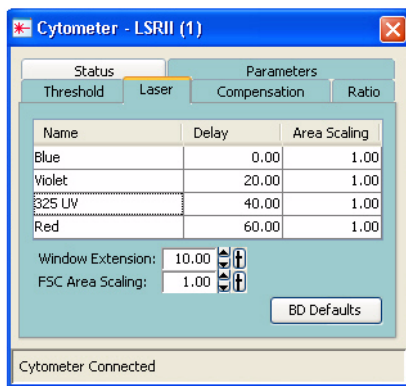 Cytometer - LSRII (1)
Status Parameters
Threshold Laser Compensation Ratio
Name Delay Area Scaling
Blue 0.00 1.00
Violet 20.00 1.00
325 UV 40.00 1.00
Red 60.00 1.00
Window Extension: 10.00
FSC Area Scaling: 1.00
BD Defaults
Cytometer Connected